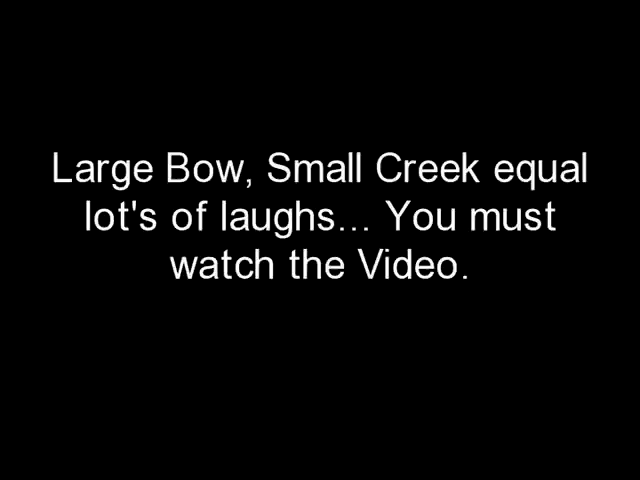 Large Bow, Small Creek equal
lot's of laughs... You must
watch the Video.